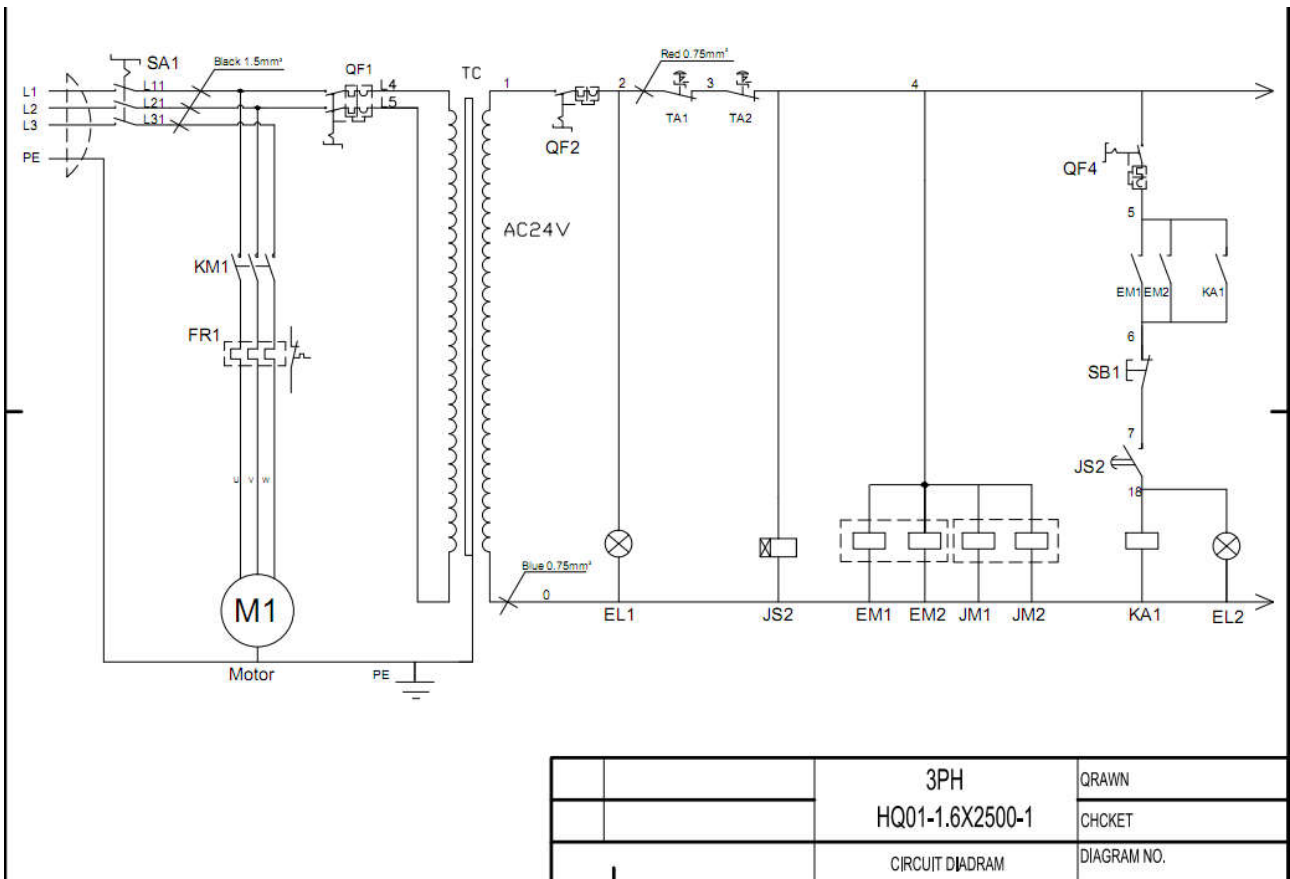 SA1
Black 1.5mm²
QF1
TC
Red 0.75mm²
L1
L11
L4
1
2
3
4
L2
L21
L5
L3
L31
TA1
TA2
PE
QF2
QF4
5
AC24V
KM1
EM1
EM2
KA1
FR1
6
SB1
7
JS2
U
V
W
18
Blue 0.75mm²
0
M1
EL1
JS2
EM1
EM2
JM1
JM2
KA1
EL2
Motor
PE
3PH
QRAWN
HQ01-1.6X2500-1
CHCKET
CIRCUIT DIADRAM
DIAGRAM NO.